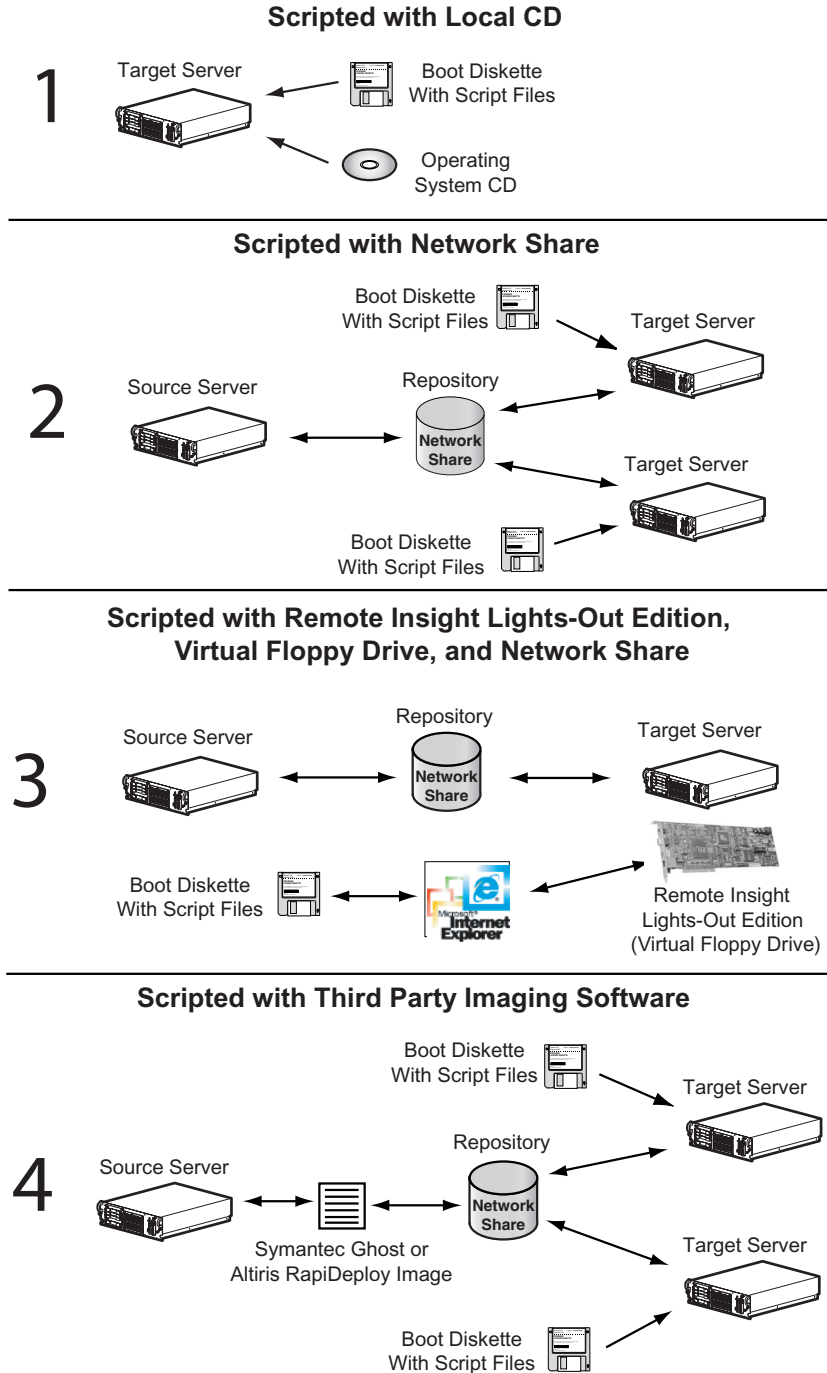 Scripted with Local CD
1
Target Server
Boot Diskette
With Script Files
Operating
System CD
Scripted with Network Share
2
Boot Diskette
With Script Files
Target Server
Source Server
Repository
Network
Share
Target Server
Boot Diskette
With Script Files
Scripted with Remote Insight Lights-Out Edition,
Virtual Floppy Drive, and Network Share
3
Source Server
Repository
Network
Share
Target Server
Boot Diskette
With Script Files
Microsoft
Internet
Explorer
Remote Insight
Lights-Out Edition
(Virtual Floppy Drive)
Scripted with Third Party Imaging Software
4
Boot Diskette
With Script Files
Target Server
Source Server
Symantec Ghost or
Altiris RapiDeploy Image
Repository
Network
Share
Target Server
Boot Diskette
With Script Files